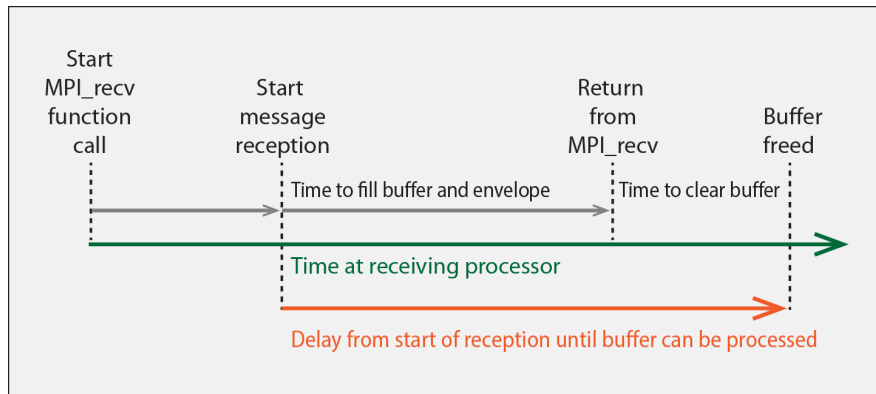 Start
MPI_recv
function
call
Start
message
reception
Return
from
MPI_recv
Buffer
freed
Time to fill buffer and envelope
Time to clear buffer
Time at receiving processor
Delay from start of reception until buffer can be processed